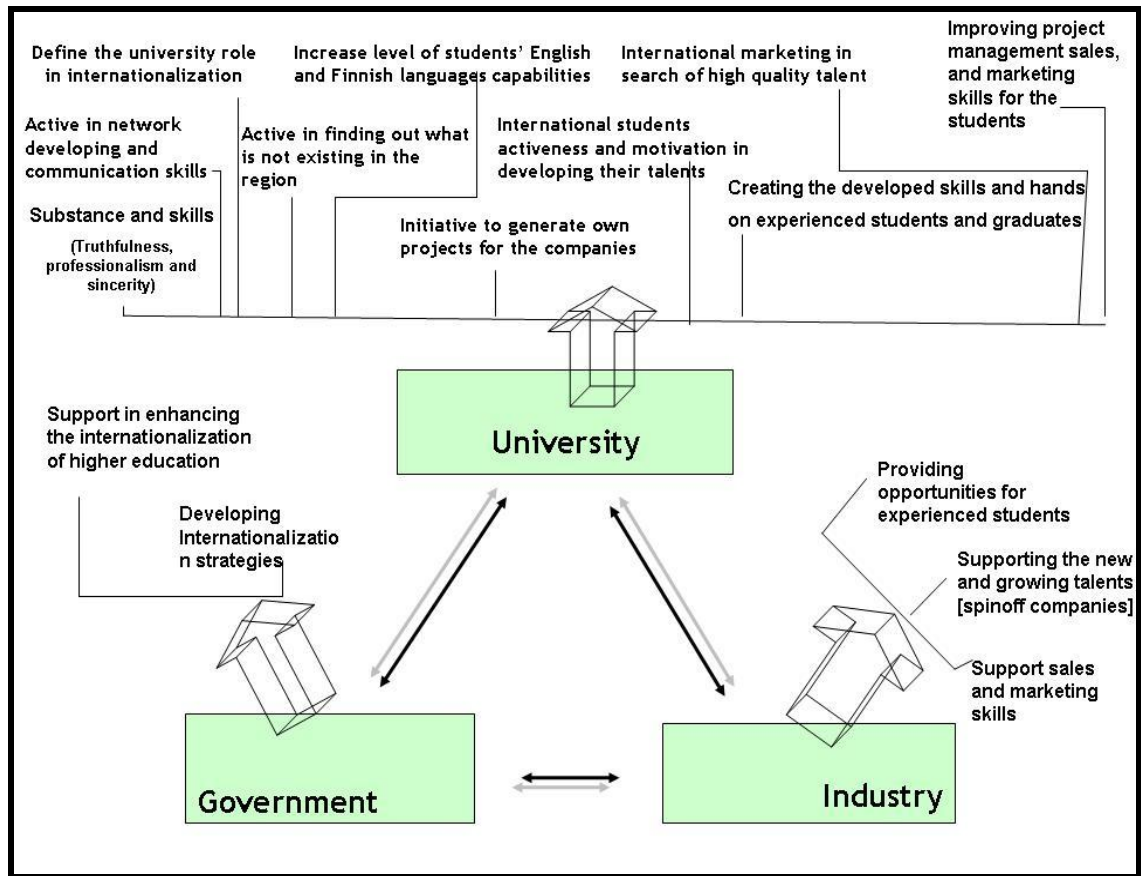 Define the university role
in internationalization
Increase level of students' English
and Finnish languages capabilities
International marketing in
search of high quality talent
Improving project
management sales,
and marketing
skills for the
students
Active in network
developing and
communication skills
Active in finding out what
is not existing in the
region
International students
activeness and motivation in
developing their talents
Creating the developed skills and hands
on experienced students and graduates
Substance and skills
(Truthfulness,
professionalism and
sincerity)
Initiative to generate own
projects for the companies
University
Support in enhancing
the internationalization
of higher education
Developing
Internationalizatio
n strategies
Providing
opportunities for
experienced students
Supporting the new
and growing talents
[spinoff companies]
Support sales
and marketing
skills
Government
Industry